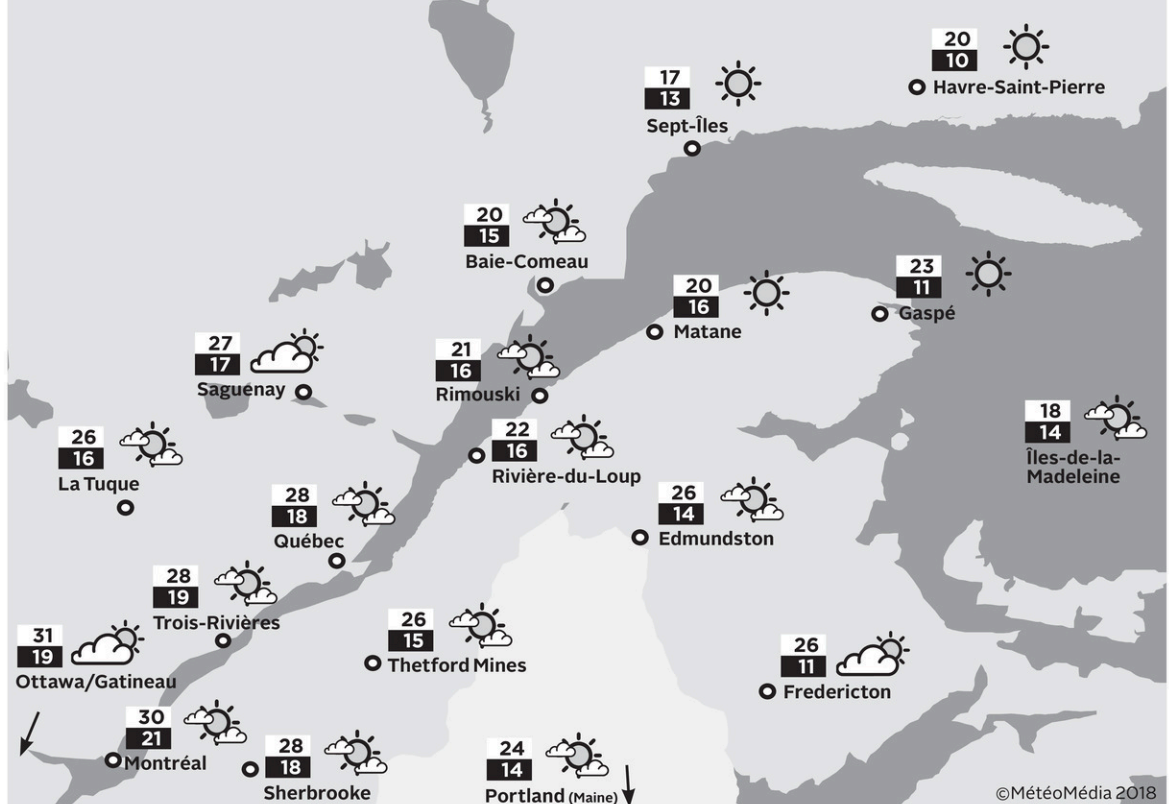 20
10
Havre-Saint-Pierre
17
13
Sept-Îles
20
15
Baie-Comeau
20
16
Matane
23
11
Gaspé
27
17
Saguenay
21
16
Rimouski
18
14
Îles-de-la-
Madeleine
26
16
La Tuque
22
16
Rivière-du-Loup
28
18
Québec
26
14
Edmundston
28
19
Trois-Rivières
26
15
Thetford Mines
31
19
Ottawa/Gatineau
26
11
Fredericton
30
21
Montréal
28
18
Sherbrooke
24
14
Portland (Maine)
©MétéoMédia 2018